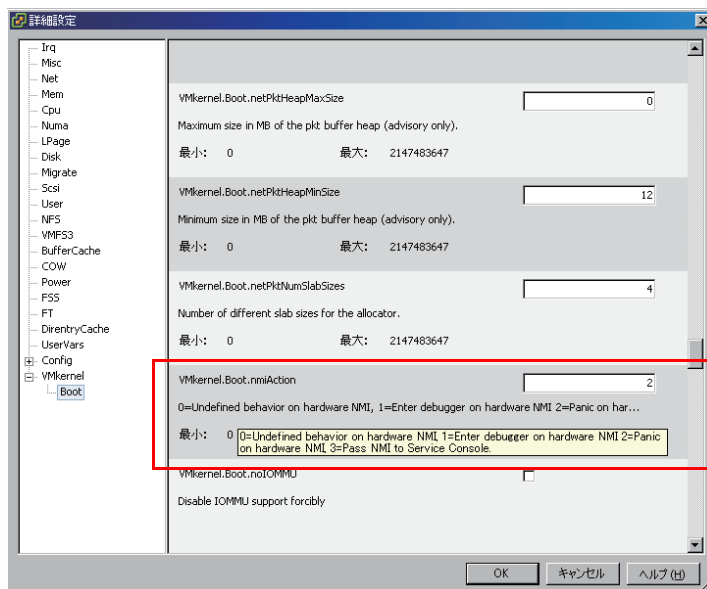 詳細設定
Irq
Misc
Net
Mem
Cpu
Numa
LPage
Disk
Migrate
Scsi
User
NFS
VMFS3
BufferCache
COW
Power
FSS
FT
DirentryCache
UserVars
Config
VMkernel
Boot
VMkernel.Boot.netPktHeapMaxSize
0
Maximum size in MB of the pkt buffer heap (advisory only).
最小: 0 最大: 2147483647
VMkernel.Boot.netPktHeapMinSize
12
Minimum size in MB of the pkt buffer heap (advisory only).
最小: 0 最大: 2147483647
VMkernel.Boot.netPktNumSlabSizes
4
Number of different slab sizes for the allocator.
最小: 0 最大: 2147483647
VMkernel.Boot.nmiAction
2
0=Undefined behavior on hardware NMI, 1=Enter debugger on hardware NMI 2=Panic on har...
最小: 0
0=Undefined behavior on hardware NMI, 1=Enter debugger on hardware NMI 2=Panic
on hardware NMI, 3=Pass NMI to Service Console.
VMkernel.Boot.noIOMMU
Disable IOMMU support forcibly
OK キャンセル ヘルプ(H)